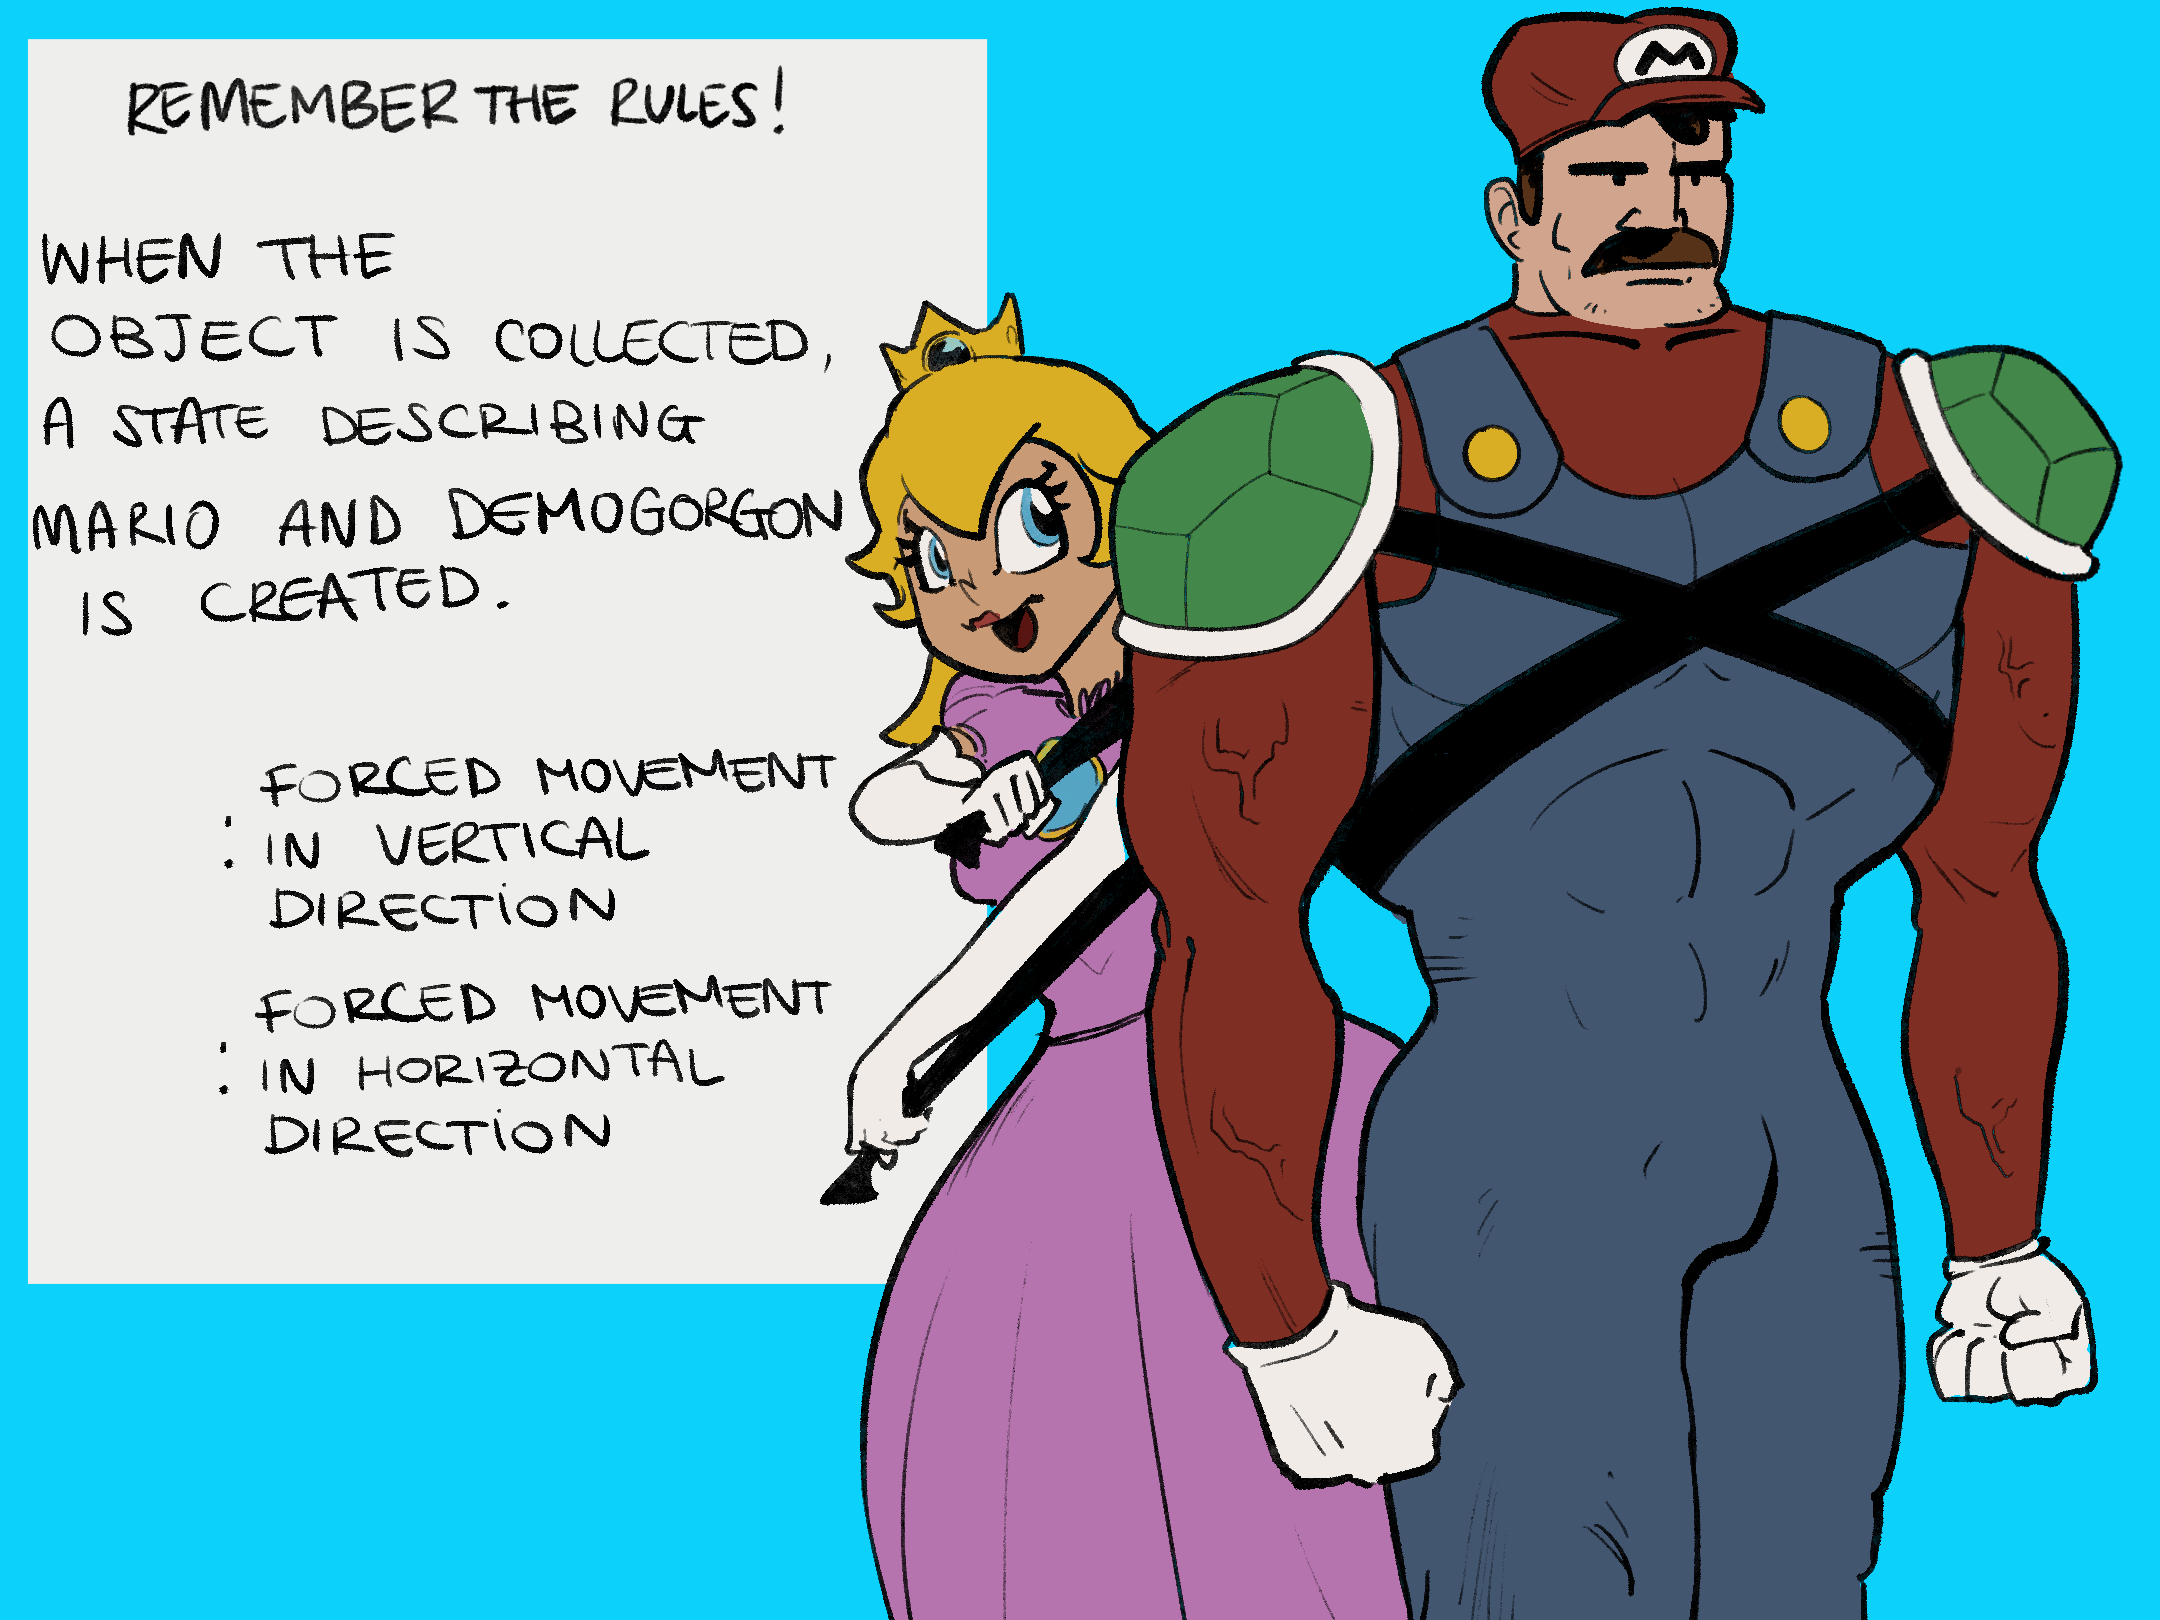 REMEMBER THE RULES!
WHEN THE
OBJECT IS COLLECTED,
A STATE DESCRIBING
MARIO AND DEMOGORGON
IS CREATED.
FORCED MOVEMENT
: IN VERTICAL
DIRECTION
FORCED MOVEMENT
: IN HORIZONTAL
DIRECTION
M